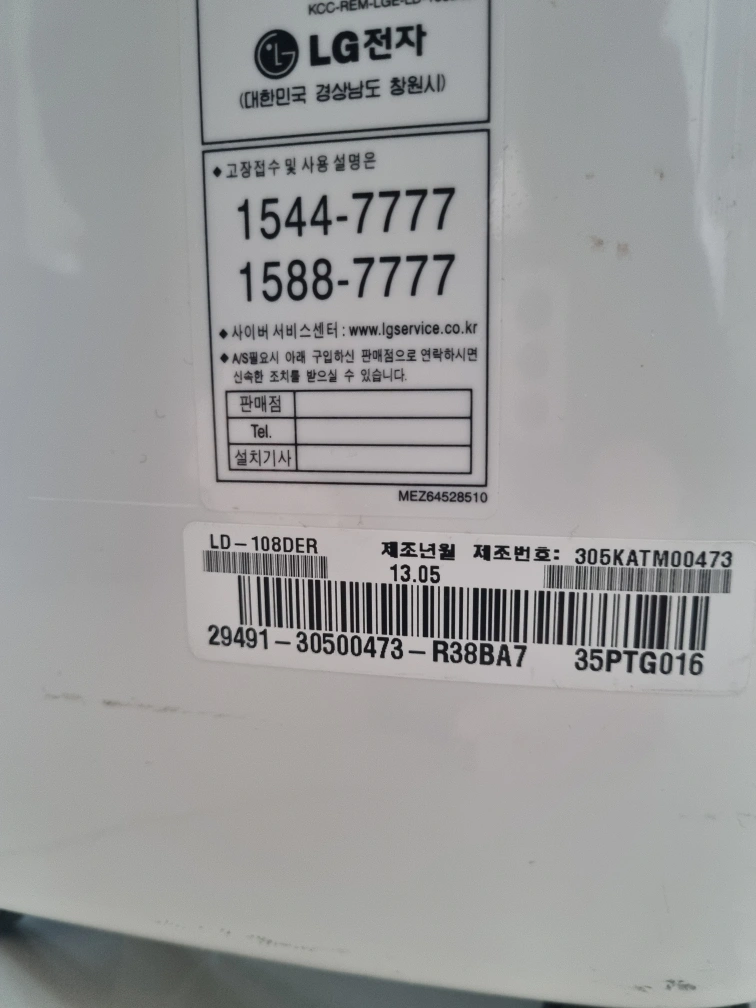 KCC-REM-LGE-LD-
LG전자
(대한민국 경상남도 창원시)
◆ 고장접수 및 사용 설명은
1544-7777
1588-7777
◆ 사이버 서비스센터 : www.lgservice.co.kr
◆ A/S필요시 아래 구입하신 판매점으로 연락하시면
신속한 조치를 받으실 수 있습니다.
판매점
Tel.
설치기사
MEZ64528510
LD-108DER 제조년월 제조번호: 305KATM00473
13.05
29491-30500473-R38BA7 35PTG016